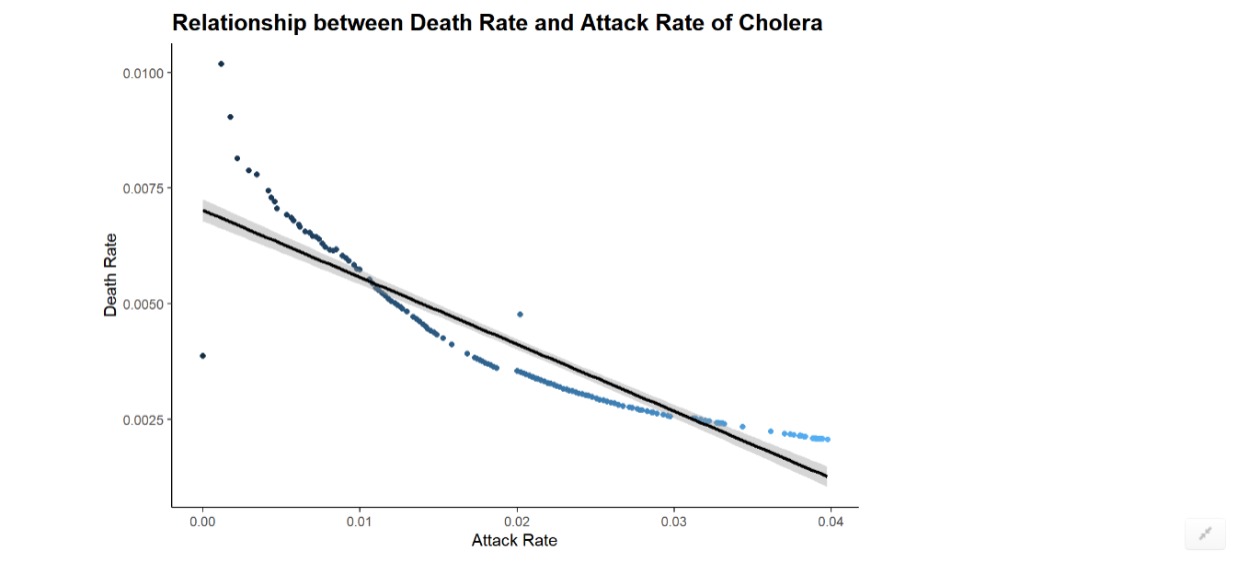 Relationship between Death Rate and Attack Rate of Cholera
0.0100
0.0075
0.0050
0.0025
Death Rate
0.00 0.01 0.02 0.03 0.04
Attack Rate